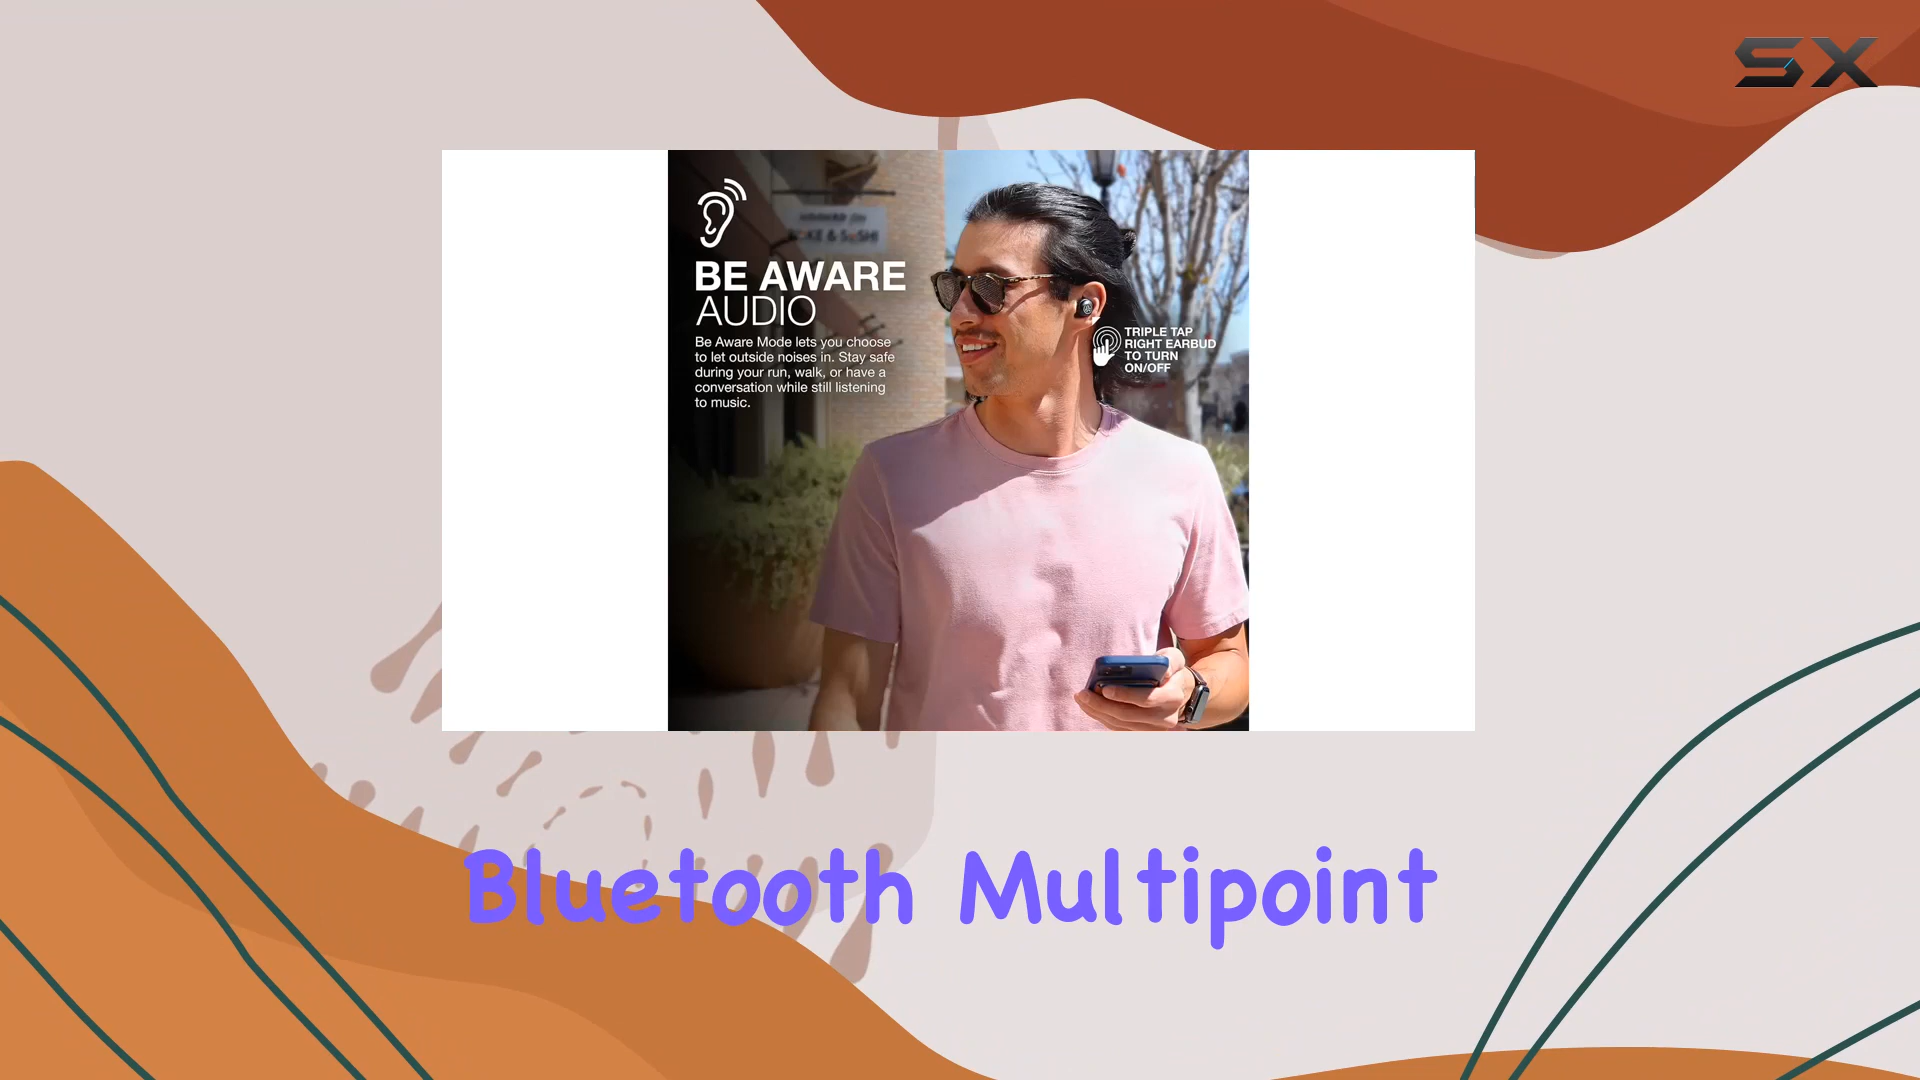 SX
BE AWARE
AUDIO
Be Aware Mode lets you choose
to let outside noises in. Stay safe
during your run, walk, or have a
conversation while still listening
to music.
TRIPLE TAP
RIGHT EARBUD
TO TURN
ON/OFF
Bluetooth Multipoint